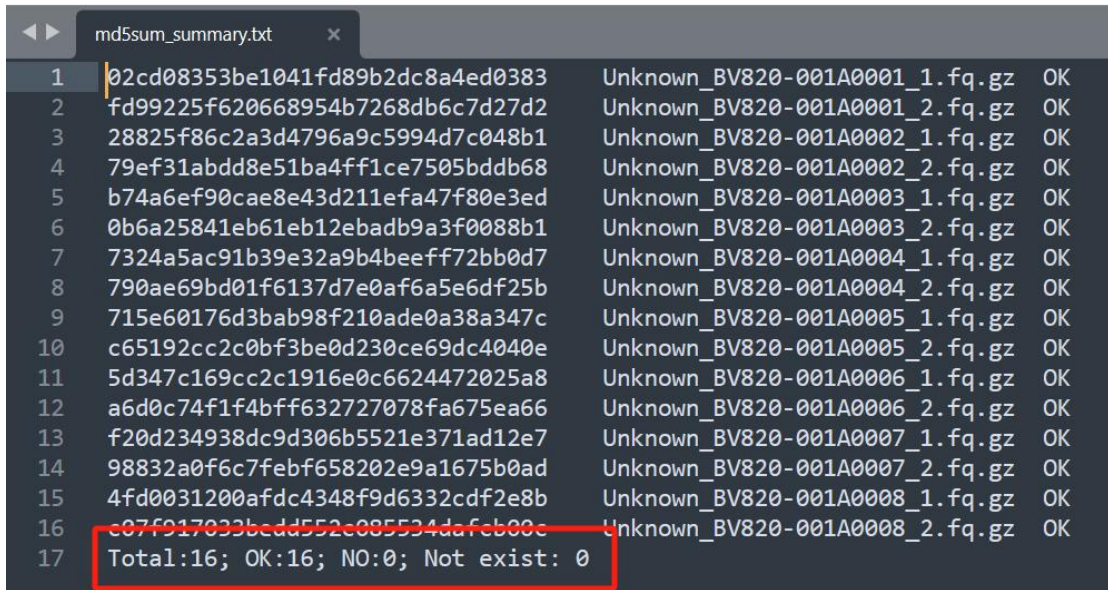 md5sum_summary.txt ×
1 02cd08353be1041fd89b2dc8a4ed0383 Unknown_BV820-001A0001_1.fq.gz OK
2 fd99225f620668954b7268db6c7d27d2 Unknown_BV820-001A0001_2.fq.gz OK
3 28825f86c2a3d4796a9c5994d7c048b1 Unknown_BV820-001A0002_1.fq.gz OK
4 79ef31abdd8e51ba4ff1ce7505bddb68 Unknown_BV820-001A0002_2.fq.gz OK
5 b74a6ef90cae8e43d211efa47f80e3ed Unknown_BV820-001A0003_1.fq.gz OK
6 0b6a25841eb61eb12ebadb9a3f0088b1 Unknown_BV820-001A0003_2.fq.gz OK
7 7324a5ac91b39e32a9b4beeff72bb0d7 Unknown_BV820-001A0004_1.fq.gz OK
8 790ae69bd01f6137d7e0af6a5e6df25b Unknown_BV820-001A0004_2.fq.gz OK
9 715e60176d3bab98f210ade0a38a347c Unknown_BV820-001A0005_1.fq.gz OK
10 c65192cc2c0bf3be0d230ce69dc4040e Unknown_BV820-001A0005_2.fq.gz OK
11 5d347c169cc2c1916e0c6624472025a8 Unknown_BV820-001A0006_1.fq.gz OK
12 a6d0c74f1f4bff632727078fa675ea66 Unknown_BV820-001A0006_2.fq.gz OK
13 f20d234938dc9d306b5521e371ad12e7 Unknown_BV820-001A0007_1.fq.gz OK
14 98832a0f6c7febf658202e9a1675b0ad Unknown_BV820-001A0007_2.fq.gz OK
15 4fd0031200afdc4348f9d6332cdf2e8b Unknown_BV820-001A0008_1.fq.gz OK
16 Unknown_BV820-001A0008_2.fq.gz OK
17 Total:16; OK:16; NO:0; Not exist: 0